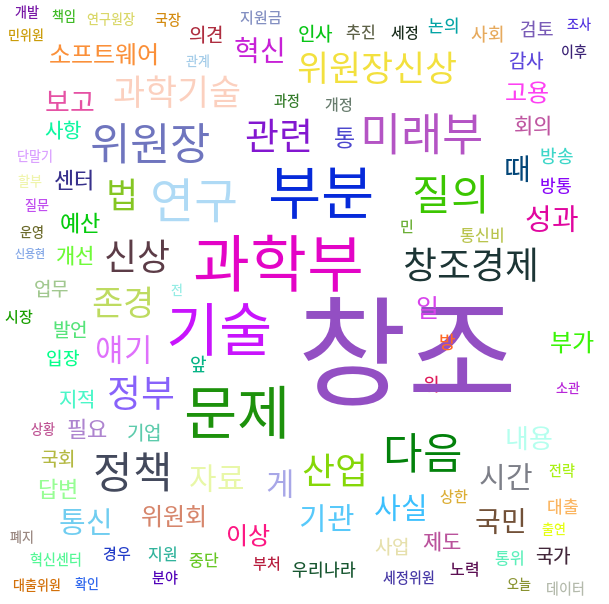 개발 책임 연구원장 국장 지원금
민위원 의견 인사 추진 세정 논의 사회 검토 조사
소프트웨어 관계 혁신 위원장신상 감사 이후
보고 과학기술 과정 개정 고용
사항 위원장 관련 통 미래부 회의
단말기 센터 법 때 방송
할부 연구 부분 질의 방통
질문 예산 성과
운영 민 통신비
신용현 개선 신상 과학부 창조경제
업무 존경 전 일
시장 발언 기술 창조 방 부가
입장 얘기 앞
지적 정부 위 소관
상황 필요 기업 문제 내용
국회 정책 자료 게 산업 다음 시간 전략
답변 상한
통신 위원회 기관 사실 국민 대출
폐지 이상 사업 제도 출연
혁신센터 경우 지원 중단 부처 우리나라 통위 국가
대출위원 확인 분야 세정위원 노력 오늘 데이터